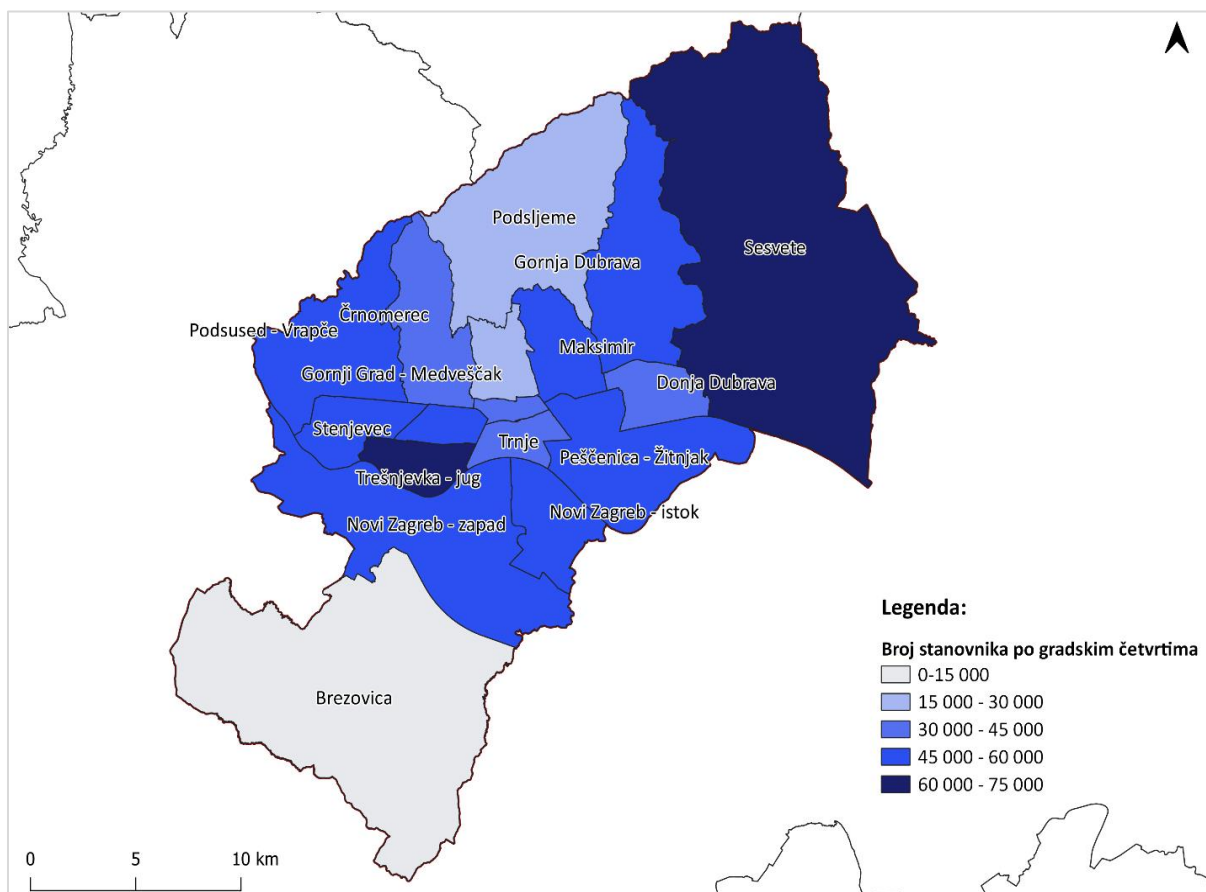 Podsljeme
Sesvete
Gornja Dubrava
Črnomerec
Podsused - Vrapče
Maksimir
Gornji Grad - Medveščak
Donja Dubrava
Stenjevec
Trnje
Peščenica - Žitnjak
Trešnjevka - jug
Novi Zagreb - istok
Novi Zagreb - zapad
Brezovica
Legenda:
Broj stanovnika po gradskim četvrtima
0-15 000
15 000 - 30 000
30 000 - 45 000
45 000 - 60 000
60 000 - 75 000
0 5 10 km